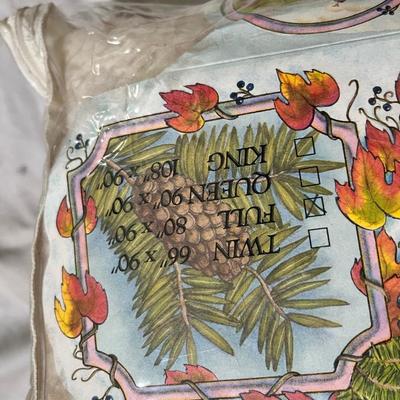 TWIN 66" x 90"
FULL 80" x 90"
QUEEN 90" x 90"
KING 108" x 90"